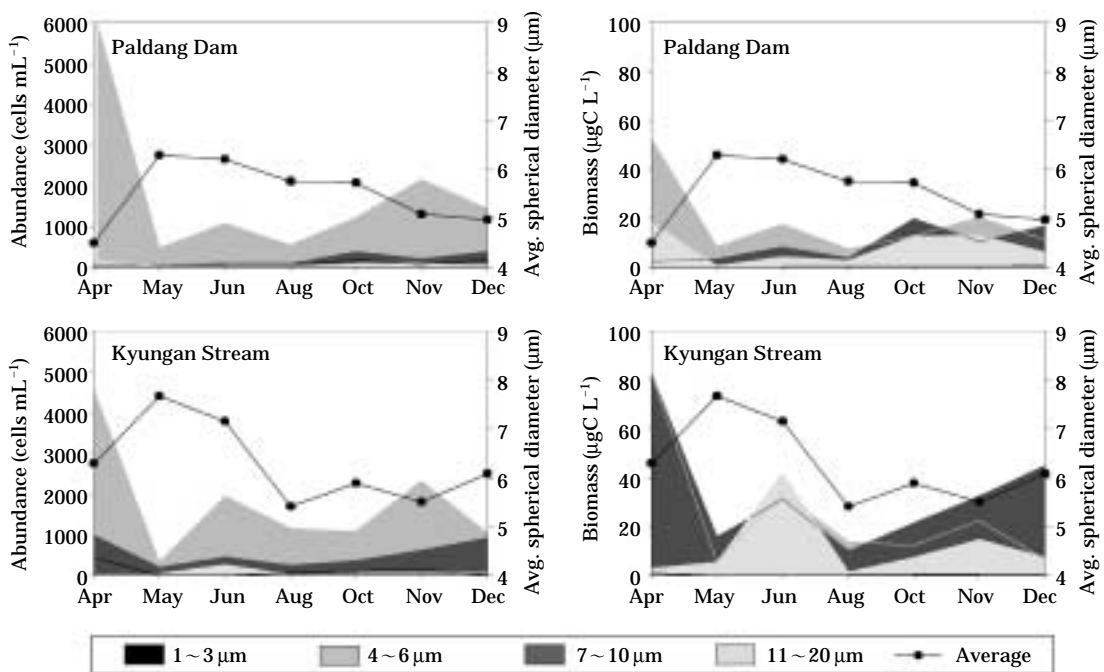 Paldang Dam
Abundance (cells mL⁻¹)
6000
5000
4000
3000
2000
1000
0
9
8
7
6
5
4
Avg. spherical diameter (μm)
Apr May Jun Aug Oct Nov Dec
Paldang Dam
Biomass (μgC L⁻¹)
100
80
60
40
20
0
9
8
7
6
5
4
Avg. spherical diameter (μm)
Apr May Jun Aug Oct Nov Dec
Kyungan Stream
Abundance (cells mL⁻¹)
6000
5000
4000
3000
2000
1000
0
9
8
7
6
5
4
Avg. spherical diameter (μm)
Apr May Jun Aug Oct Nov Dec
Kyungan Stream
Biomass (μgC L⁻¹)
100
80
60
40
20
0
9
8
7
6
5
4
Avg. spherical diameter (μm)
Apr May Jun Aug Oct Nov Dec
1~3 μm 4~6 μm 7~10 μm 11~20 μm Average